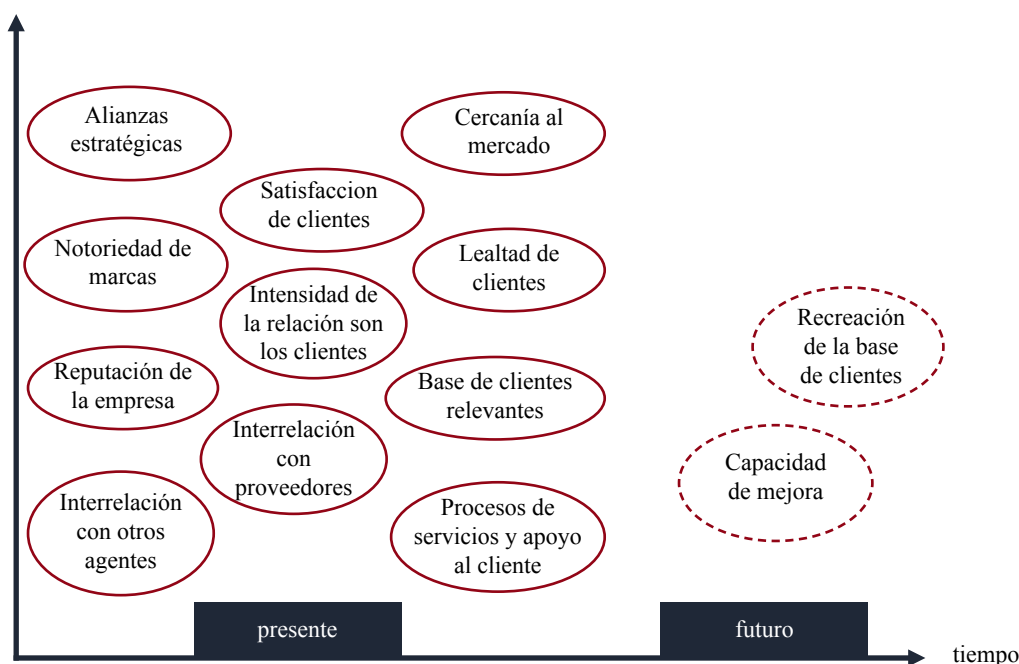 Alianzas
estratégicas
Cercanía al
mercado
Satisfaccion
de clientes
Notoriedad de
marcas
Lealtad de
clientes
Intensidad de
la relación son
los clientes
Recreación
de la base
de clientes
Reputación de
la empresa
Base de clientes
relevantes
Interrelación
con
proveedores
Capacidad
de mejora
Interrelación
con otros
agentes
Procesos de
servicios y apoyo
al cliente
presente
futuro
tiempo